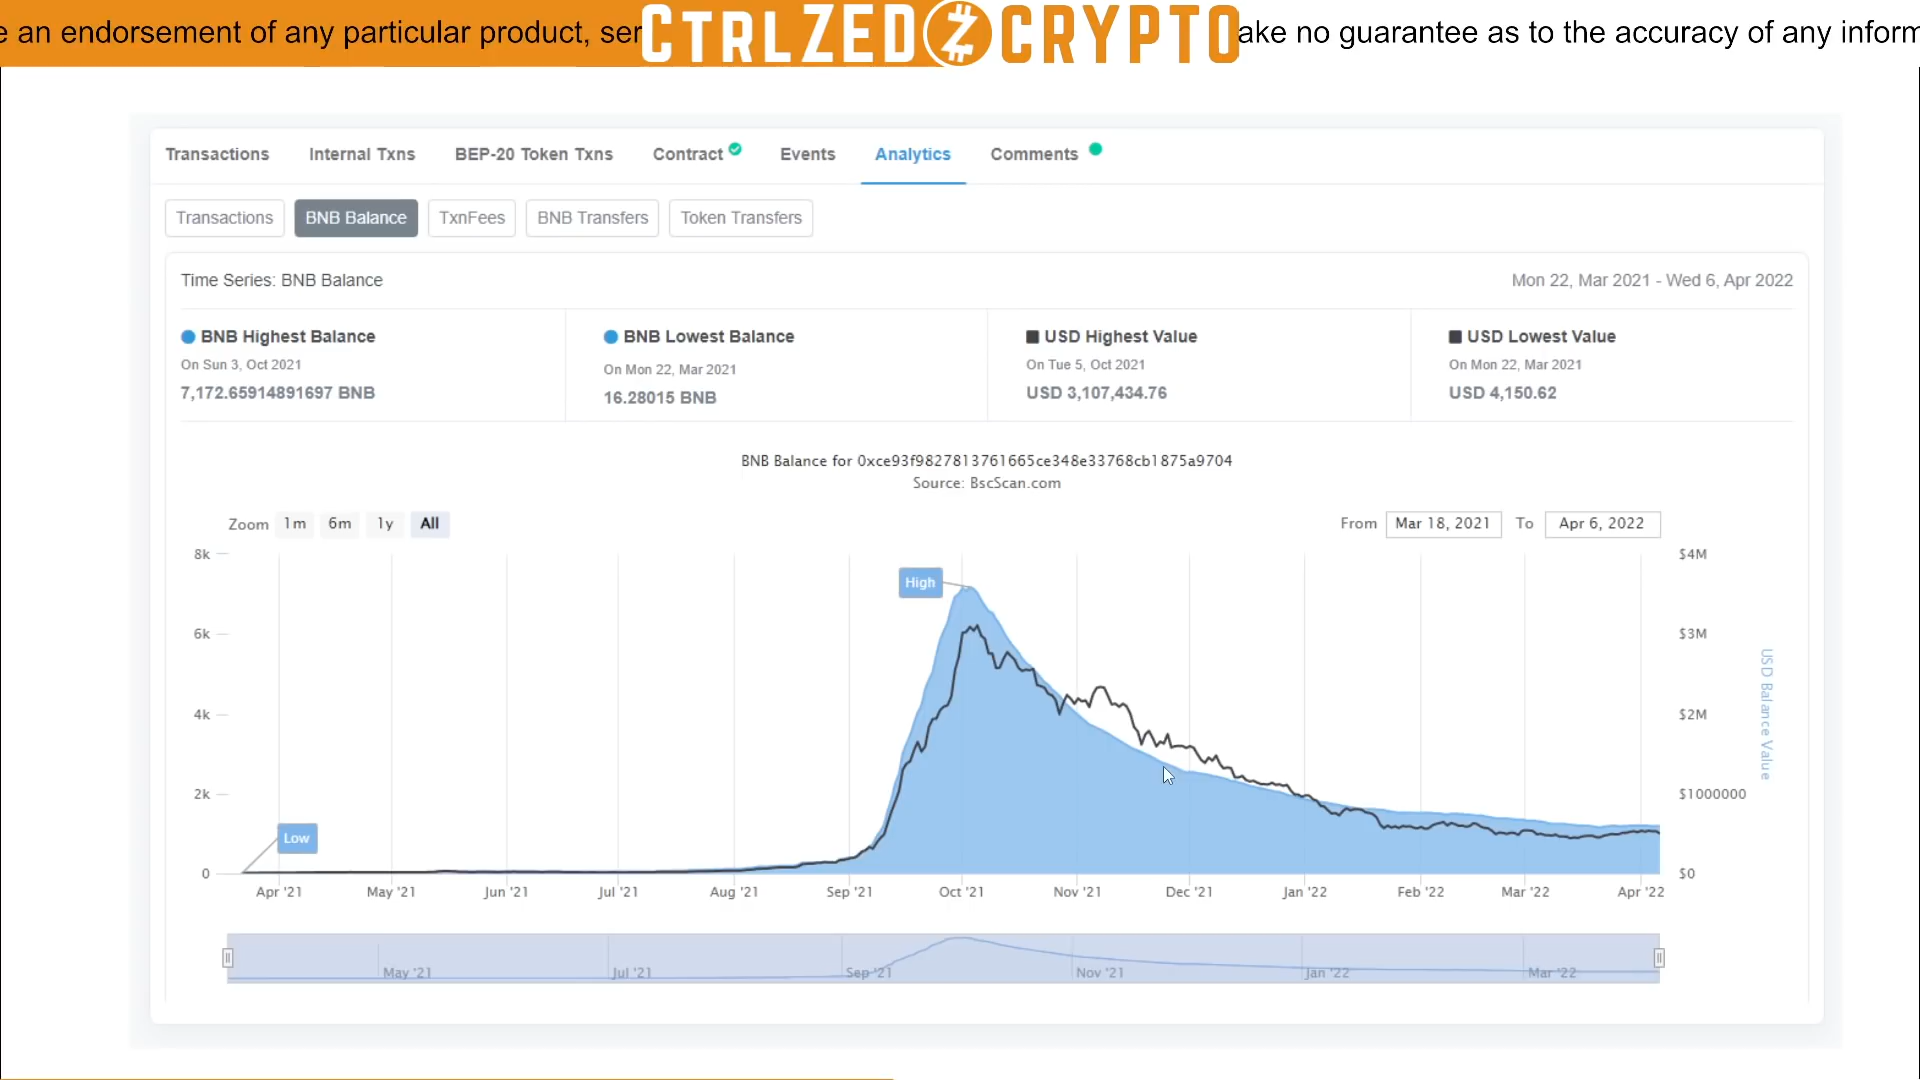 e an endorsement of any particular product, ser CTRLZED CRYPTO ake no guarantee as to the accuracy of any inform
Transactions Internal Txns BEP-20 Token Txns Contract Events Analytics Comments
Transactions BNB Balance TxnFees BNB Transfers Token Transfers
Time Series: BNB Balance Mon 22, Mar 2021 - Wed 6, Apr 2022
BNB Highest Balance
On Sun 3, Oct 2021
7,172.65914891697 BNB
BNB Lowest Balance
On Mon 22, Mar 2021
16.28015 BNB
USD Highest Value
On Tue 5, Oct 2021
USD 3,107,434.76
USD Lowest Value
On Mon 22, Mar 2021
USD 4,150.62
BNB Balance for 0xce93f9827813761665ce348e33768cb1875a9704
Source: BscScan.com
Zoom 1m 6m 1y All From Mar 18, 2021 To Apr 6, 2022
8k $4M
High
6k $3M
4k $2M
2k $1000000
Low
0 $0
USD Balance Value
Apr '21 May '21 Jun '21 Jul '21 Aug '21 Sep '21 Oct '21 Nov '21 Dec '21 Jan '22 Feb '22 Mar '22 Apr '22
May '21 Jul '21 Sep '21 Nov '21 Jan '22 Mar '22